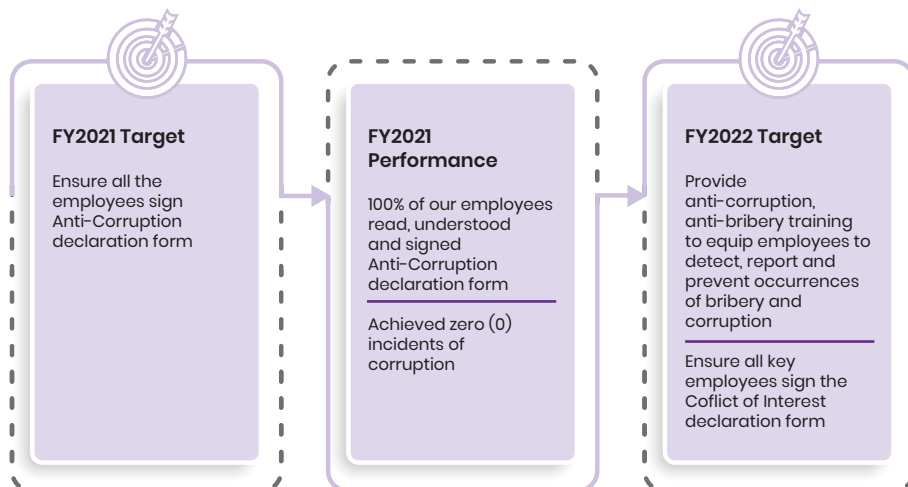 FY2021 Target
Ensure all the
employees sign
Anti-Corruption
declaration form
FY2021
Performance
100% of our employees
read, understood
and signed
Anti-Corruption
declaration form
Achieved zero (0)
incidents of
corruption
FY2022 Target
Provide
anti-corruption,
anti-bribery training
to equip employees to
detect, report and
prevent occurrences
of bribery and
corruption
Ensure all key
employees sign the
Coflict of Interest
declaration form